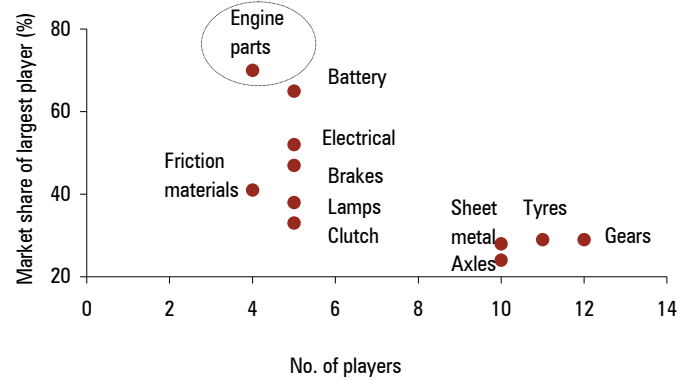 Market share of largest player (%)
80
60
40
20
Engine
parts
Battery
Electrical
Friction
materials
Brakes
Lamps
Clutch
Sheet
metal
Axles
Tyres
Gears
0 2 4 6 8 10 12 14
No. of players